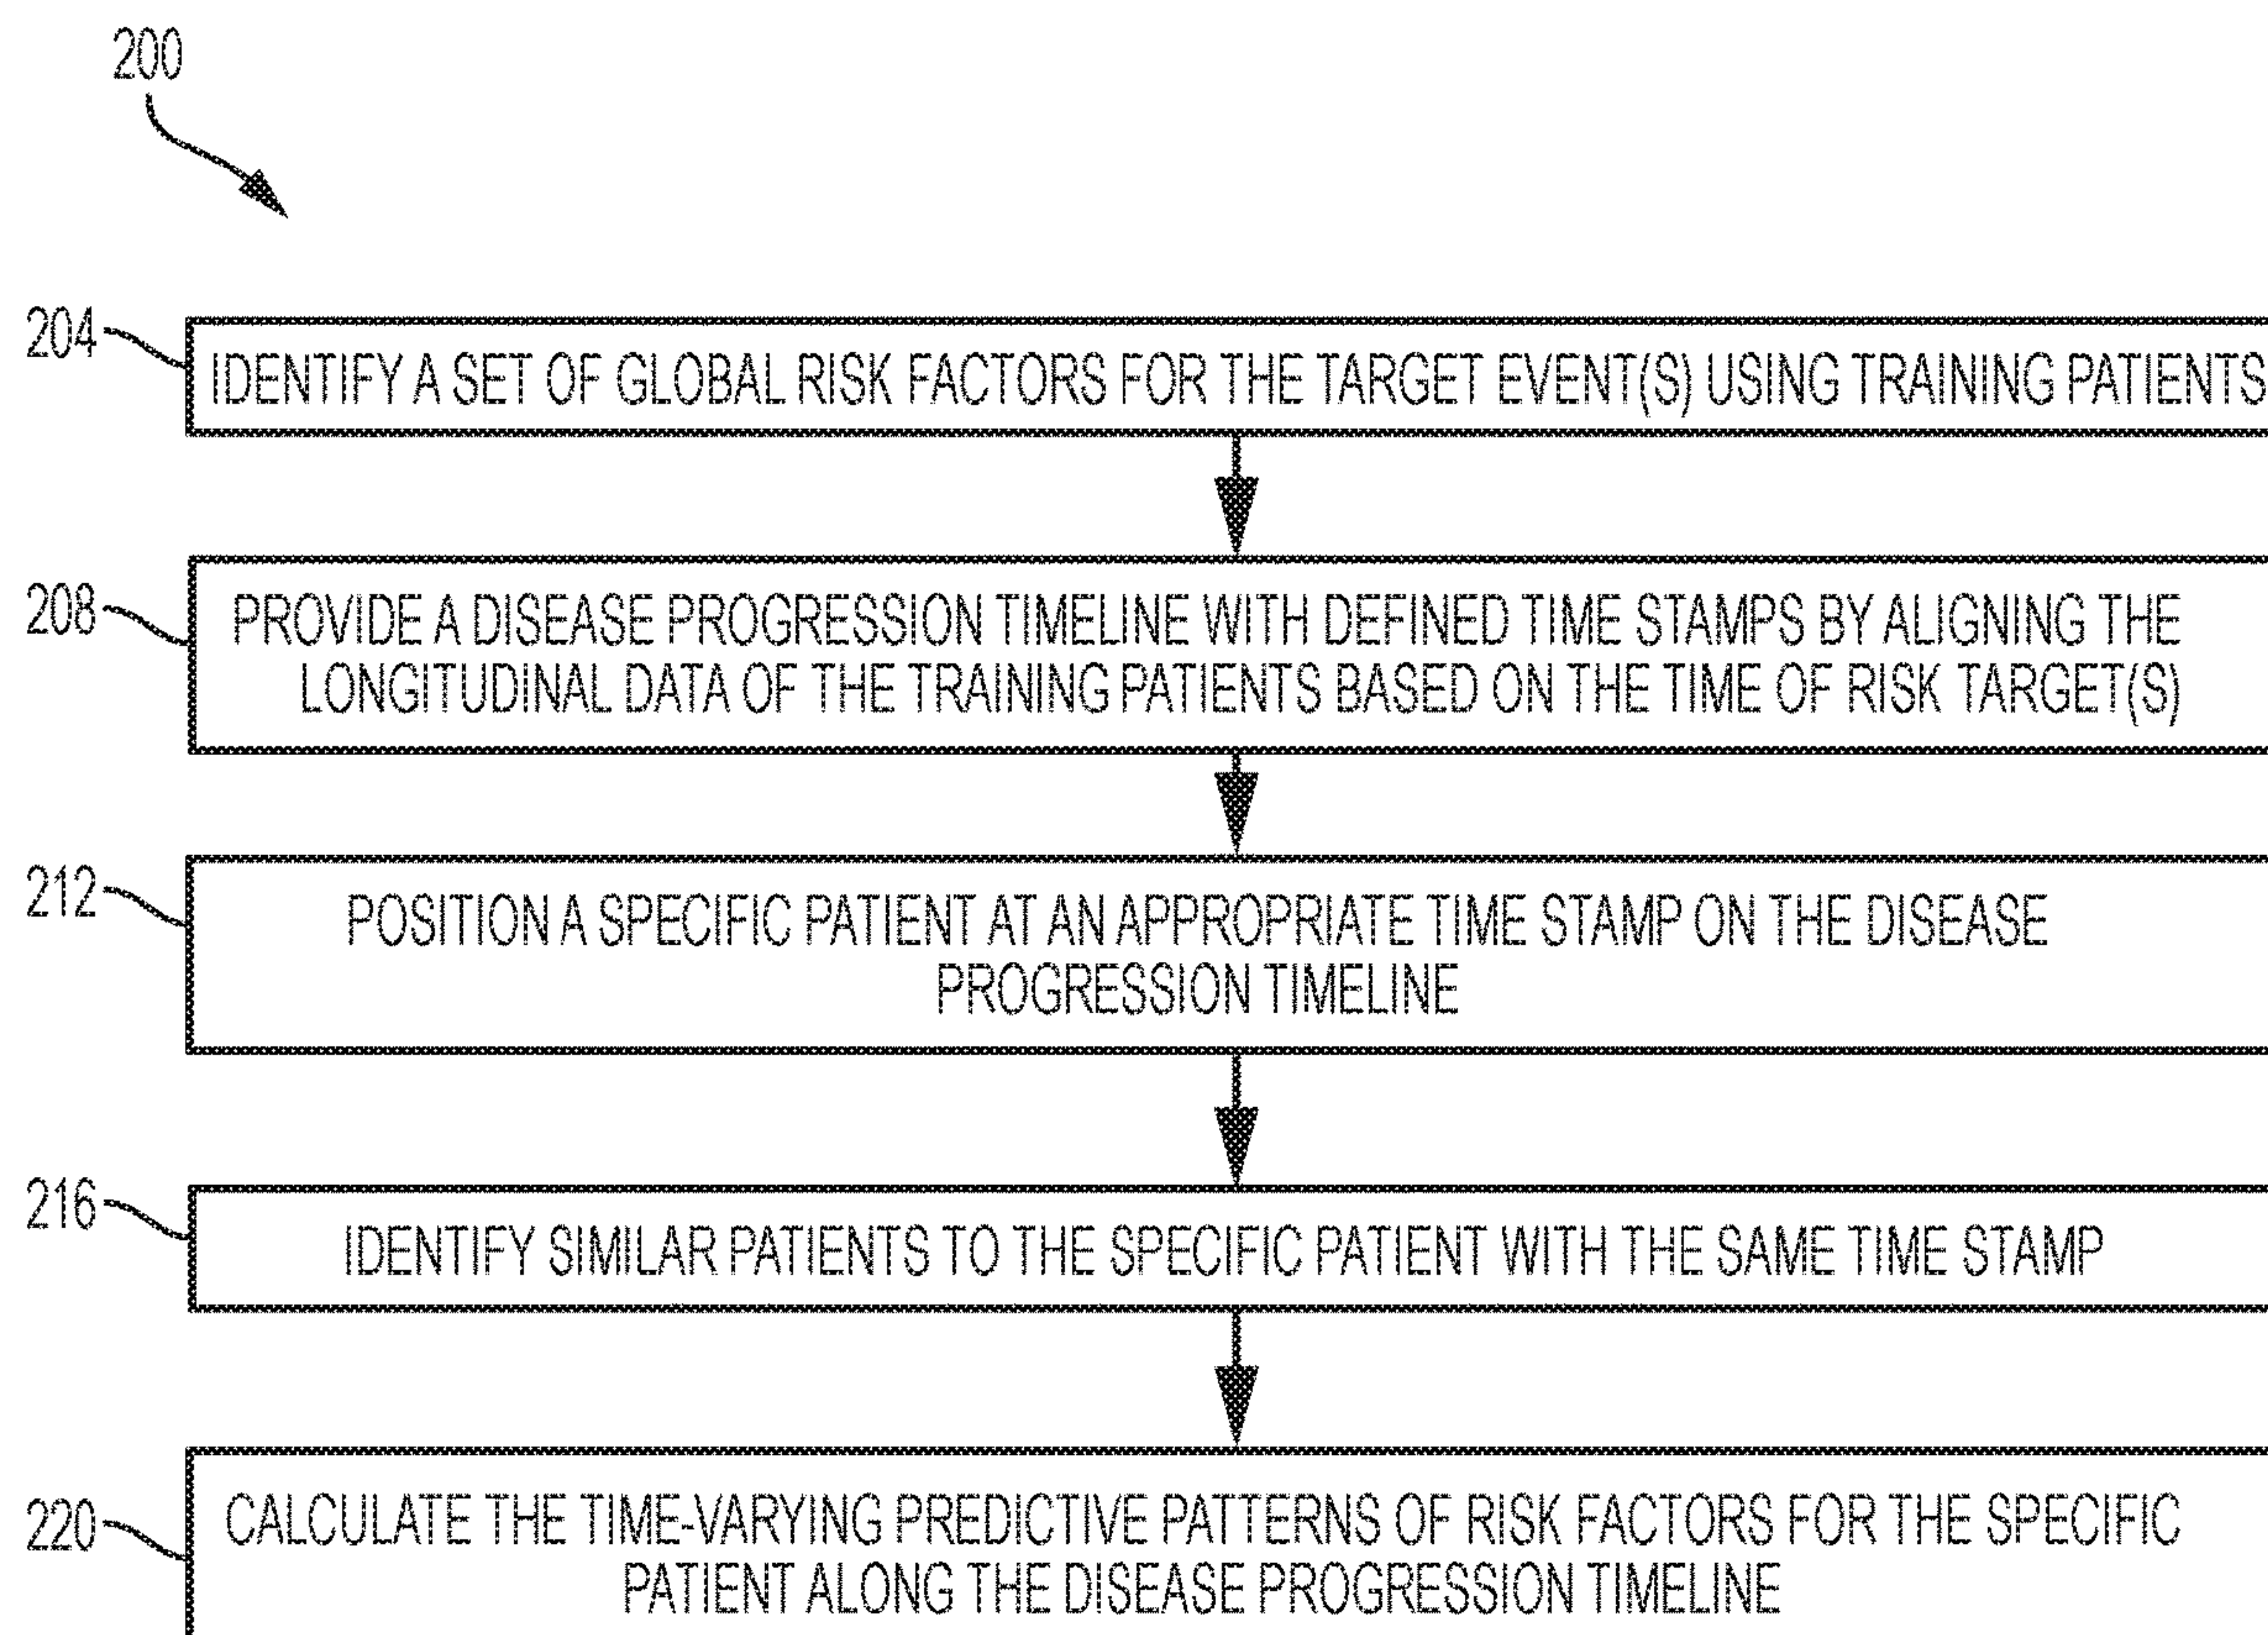 200
204
IDENTIFY A SET OF GLOBAL RISK FACTORS FOR THE TARGET EVENT(S) USING TRAINING PATIENTS
208
PROVIDE A DISEASE PROGRESSION TIMELINE WITH DEFINED TIME STAMPS BY ALIGNING THE
LONGITUDINAL DATA OF THE TRAINING PATIENTS BASED ON THE TIME OF RISK TARGET(S)
212
POSITION A SPECIFIC PATIENT AT AN APPROPRIATE TIME STAMP ON THE DISEASE
PROGRESSION TIMELINE
216
IDENTIFY SIMILAR PATIENTS TO THE SPECIFIC PATIENT WITH THE SAME TIME STAMP
220
CALCULATE THE TIME-VARYING PREDICTIVE PATTERNS OF RISK FACTORS FOR THE SPECIFIC
PATIENT ALONG THE DISEASE PROGRESSION TIMELINE